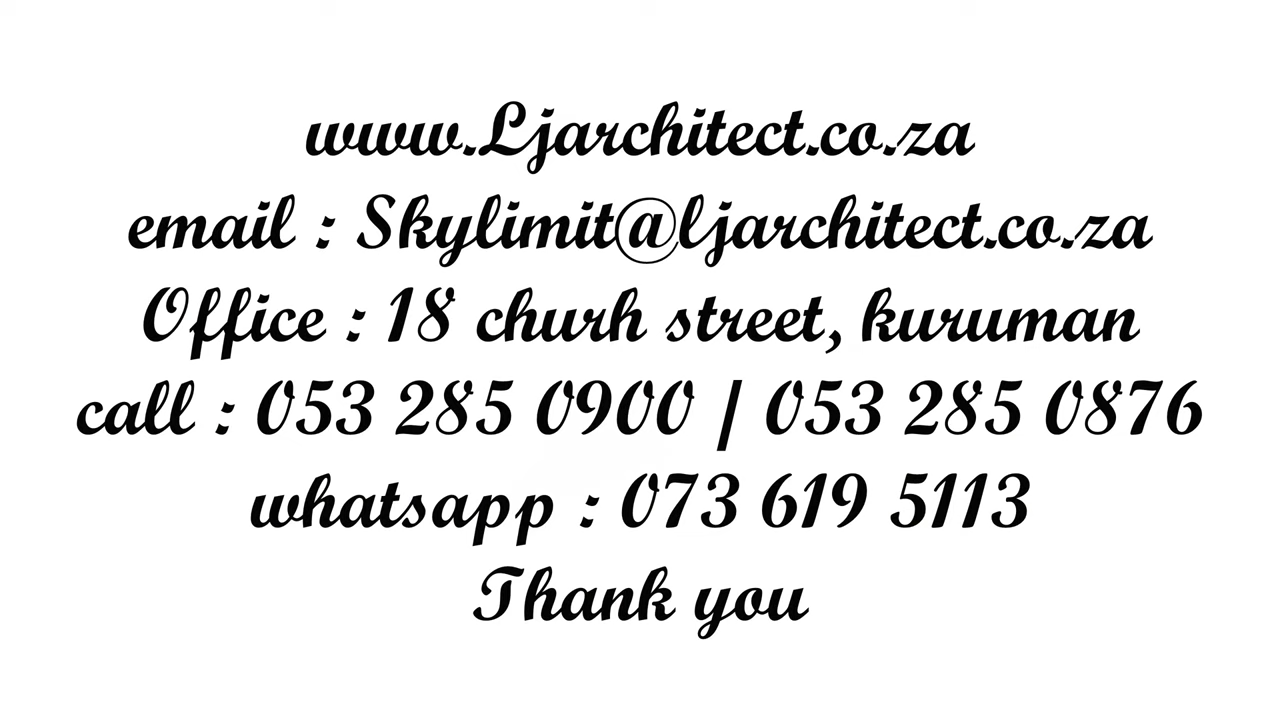 www.Ljarchitect.co.za
email : Skylimit@ljarchitect.co.za
Office : 18 churh street, kuruman
call : 053 285 0900 / 053 285 0876
whatsapp : 073 619 5113
Thank you